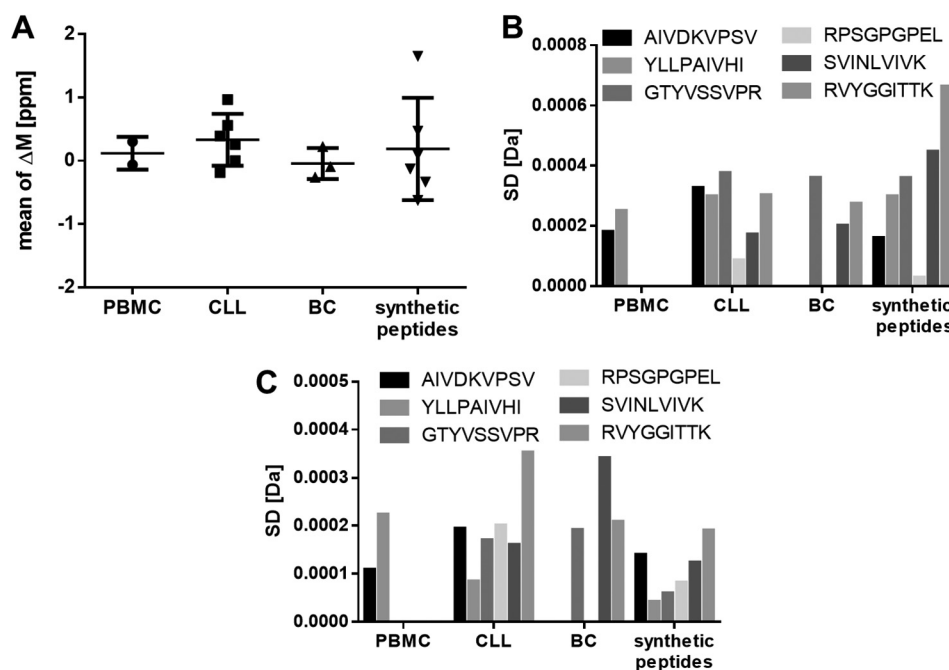 A
mean of ΔM [ppm]
2
1
0
-1
-2
PBMC
CLL
BC
synthetic
peptides
B
SD [Da]
0.0008
0.0006
0.0004
0.0002
0.0000
AIVDKVPSV
YLLPAIVHI
GTYVSSVPR
RPSGPGPEL
SVINLVIVK
RVYGGITTK
PBMC
CLL
BC
synthetic
peptides
C
SD [Da]
0.0005
0.0004
0.0003
0.0002
0.0001
0.0000
AIVDKVPSV
YLLPAIVHI
GTYVSSVPR
RPSGPGPEL
SVINLVIVK
RVYGGITTK
PBMC
CLL
BC
synthetic
peptides